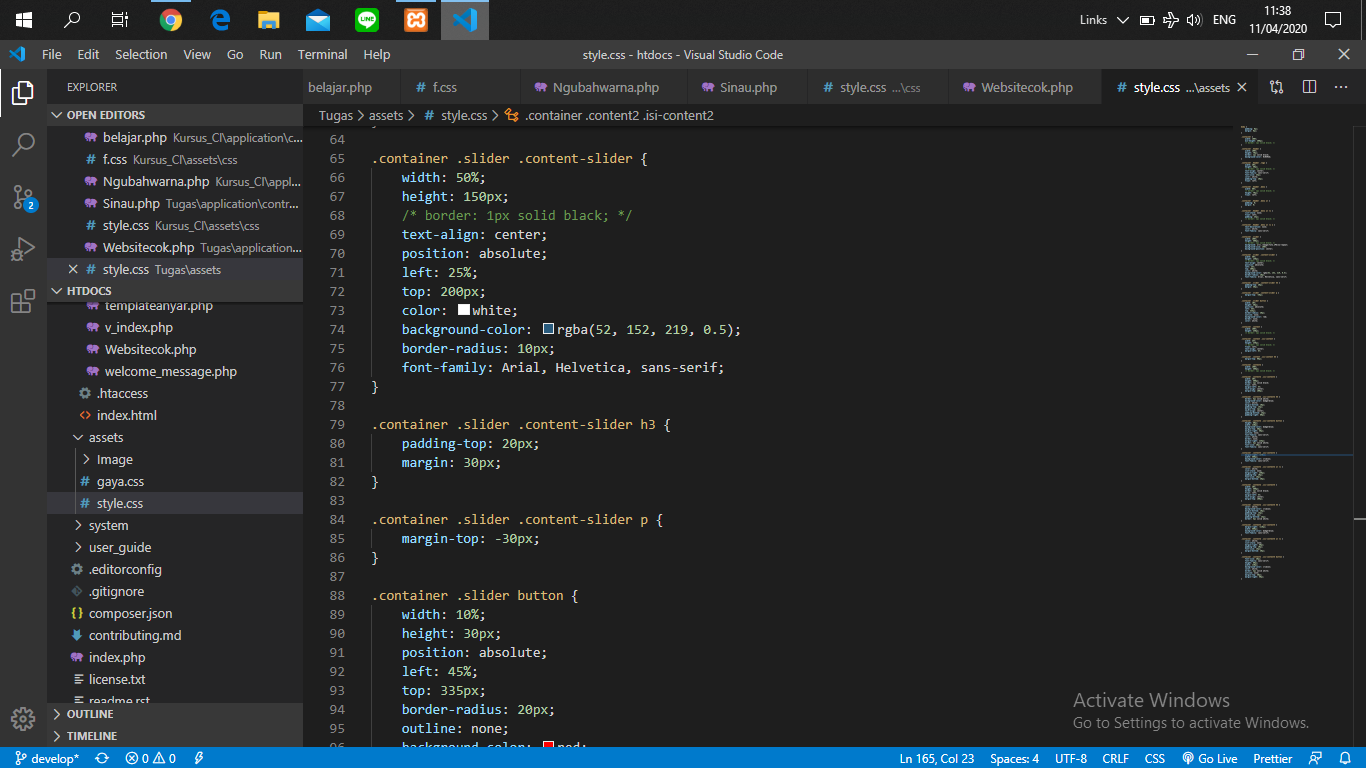 Links
ENG
11:38
11/04/2020
File Edit Selection View Go Run Terminal Help
style.css - htdocs - Visual Studio Code
EXPLORER
belajar.php
# f.css
Ngubahwarna.php
Sinau.php
# style.css ...\css
Websitecok.php
# style.css ...\assets
OPEN EDITORS
belajar.php Kursus_CI\application\c...
# f.css Kursus_CI\assets\css
Ngubahwarna.php Kursus_CI\appl...
Sinau.php Tugas\application\contr...
# style.css Kursus_CI\assets\css
Websitecok.php Tugas\application...
# style.css Tugas\assets
HTDOCS
templateanyar.php
v_index.php
Websitecok.php
welcome_message.php
.htaccess
<> index.html
assets
Image
# gaya.css
# style.css
system
user_guide
.editorconfig
.gitignore
{} composer.json
contributing.md
index.php
license.txt
readme.rst
OUTLINE
TIMELINE
2
Tugas > assets > # style.css > .container .content2 .isi-content2
64
65 .container .slider .content-slider {
66 width: 50%;
67 height: 150px;
68 /* border: 1px solid black; */
69 text-align: center;
70 position: absolute;
71 left: 25%;
72 top: 200px;
73 color: white;
74 background-color: rgba(52, 152, 219, 0.5);
75 border-radius: 10px;
76 font-family: Arial, Helvetica, sans-serif;
77 }
78
79 .container .slider .content-slider h3 {
80 padding-top: 20px;
81 margin: 30px;
82 }
83
84 .container .slider .content-slider p {
85 margin-top: -30px;
86 }
87
88 .container .slider button {
89 width: 10%;
90 height: 30px;
91 position: absolute;
92 left: 45%;
93 top: 335px;
94 border-radius: 20px;
95 outline: none;
96 background-color: red;
Activate Windows
Go to Settings to activate Windows.
develop*
0 0
Ln 165, Col 23
Spaces: 4
UTF-8
CRLF
CSS
Go Live
Prettier